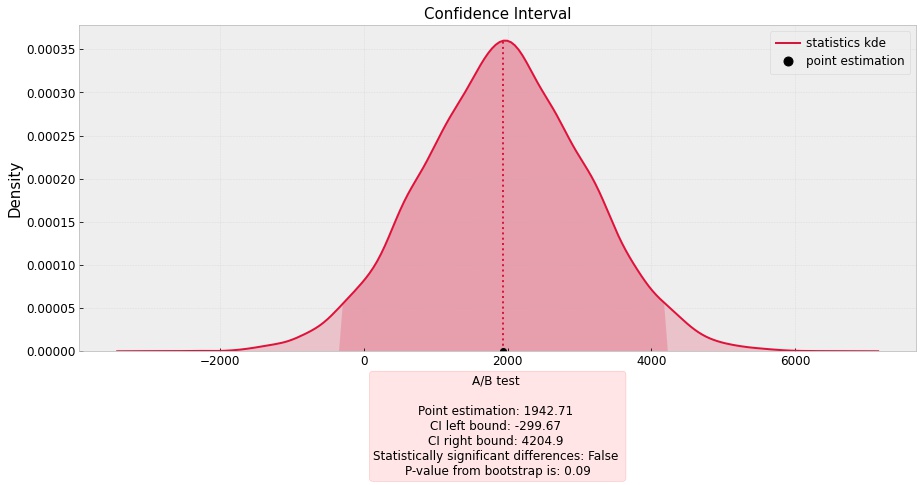 Confidence Interval
statistics kde
point estimation
Density
0.00035
0.00030
0.00025
0.00020
0.00015
0.00010
0.00005
0.00000
−2000
0
2000
4000
6000
A/B test
Point estimation: 1942.71
CI left bound: -299.67
CI right bound: 4204.9
Statistically significant differences: False
P-value from bootstrap is: 0.09